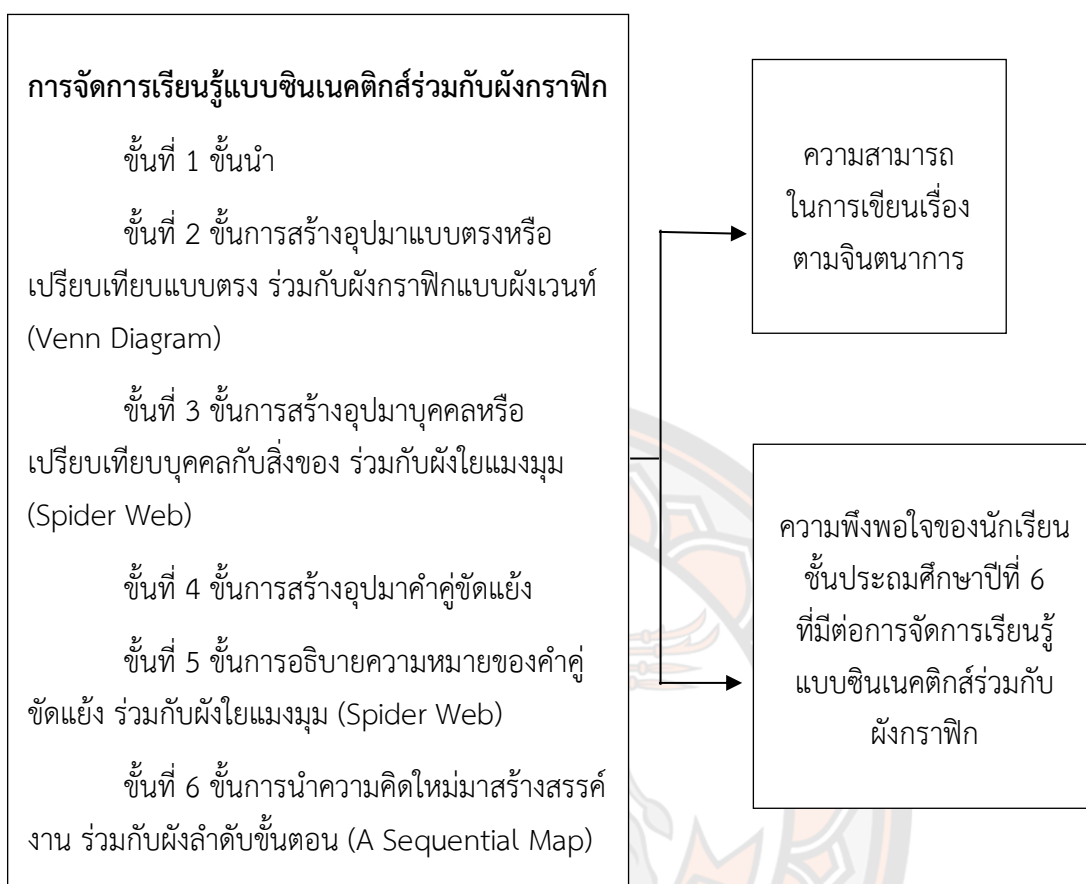 การจัดการเรียนรู้แบบซินเนคติกส์ร่วมกับผังกราฟิก
ขั้นที่ 1 ขั้นนำ
ขั้นที่ 2 ขั้นการสร้างอุปมาแบบตรงหรือ
เปรียบเทียบแบบตรง ร่วมกับผังกราฟิกแบบผังเวนท์
(Venn Diagram)
ขั้นที่ 3 ขั้นการสร้างอุปมาบุคคลหรือ
เปรียบเทียบบุคคลกับสิ่งของ ร่วมกับผังใยแมงมุม
(Spider Web)
ขั้นที่ 4 ขั้นการสร้างอุปมาคำคู่ขัดแย้ง
ขั้นที่ 5 ขั้นการอธิบายความหมายของคำคู่
ขัดแย้ง ร่วมกับผังใยแมงมุม (Spider Web)
ขั้นที่ 6 ขั้นการนำความคิดใหม่มาสร้างสรรค์
งาน ร่วมกับผังลำดับขั้นตอน (A Sequential Map)
ความสามารถ
ในการเขียนเรื่อง
ตามจินตนาการ
ความพึงพอใจของนักเรียน
ชั้นประถมศึกษาปีที่ 6
ที่มีต่อการจัดการเรียนรู้
แบบซินเนคติกส์ร่วมกับ
ผังกราฟิก